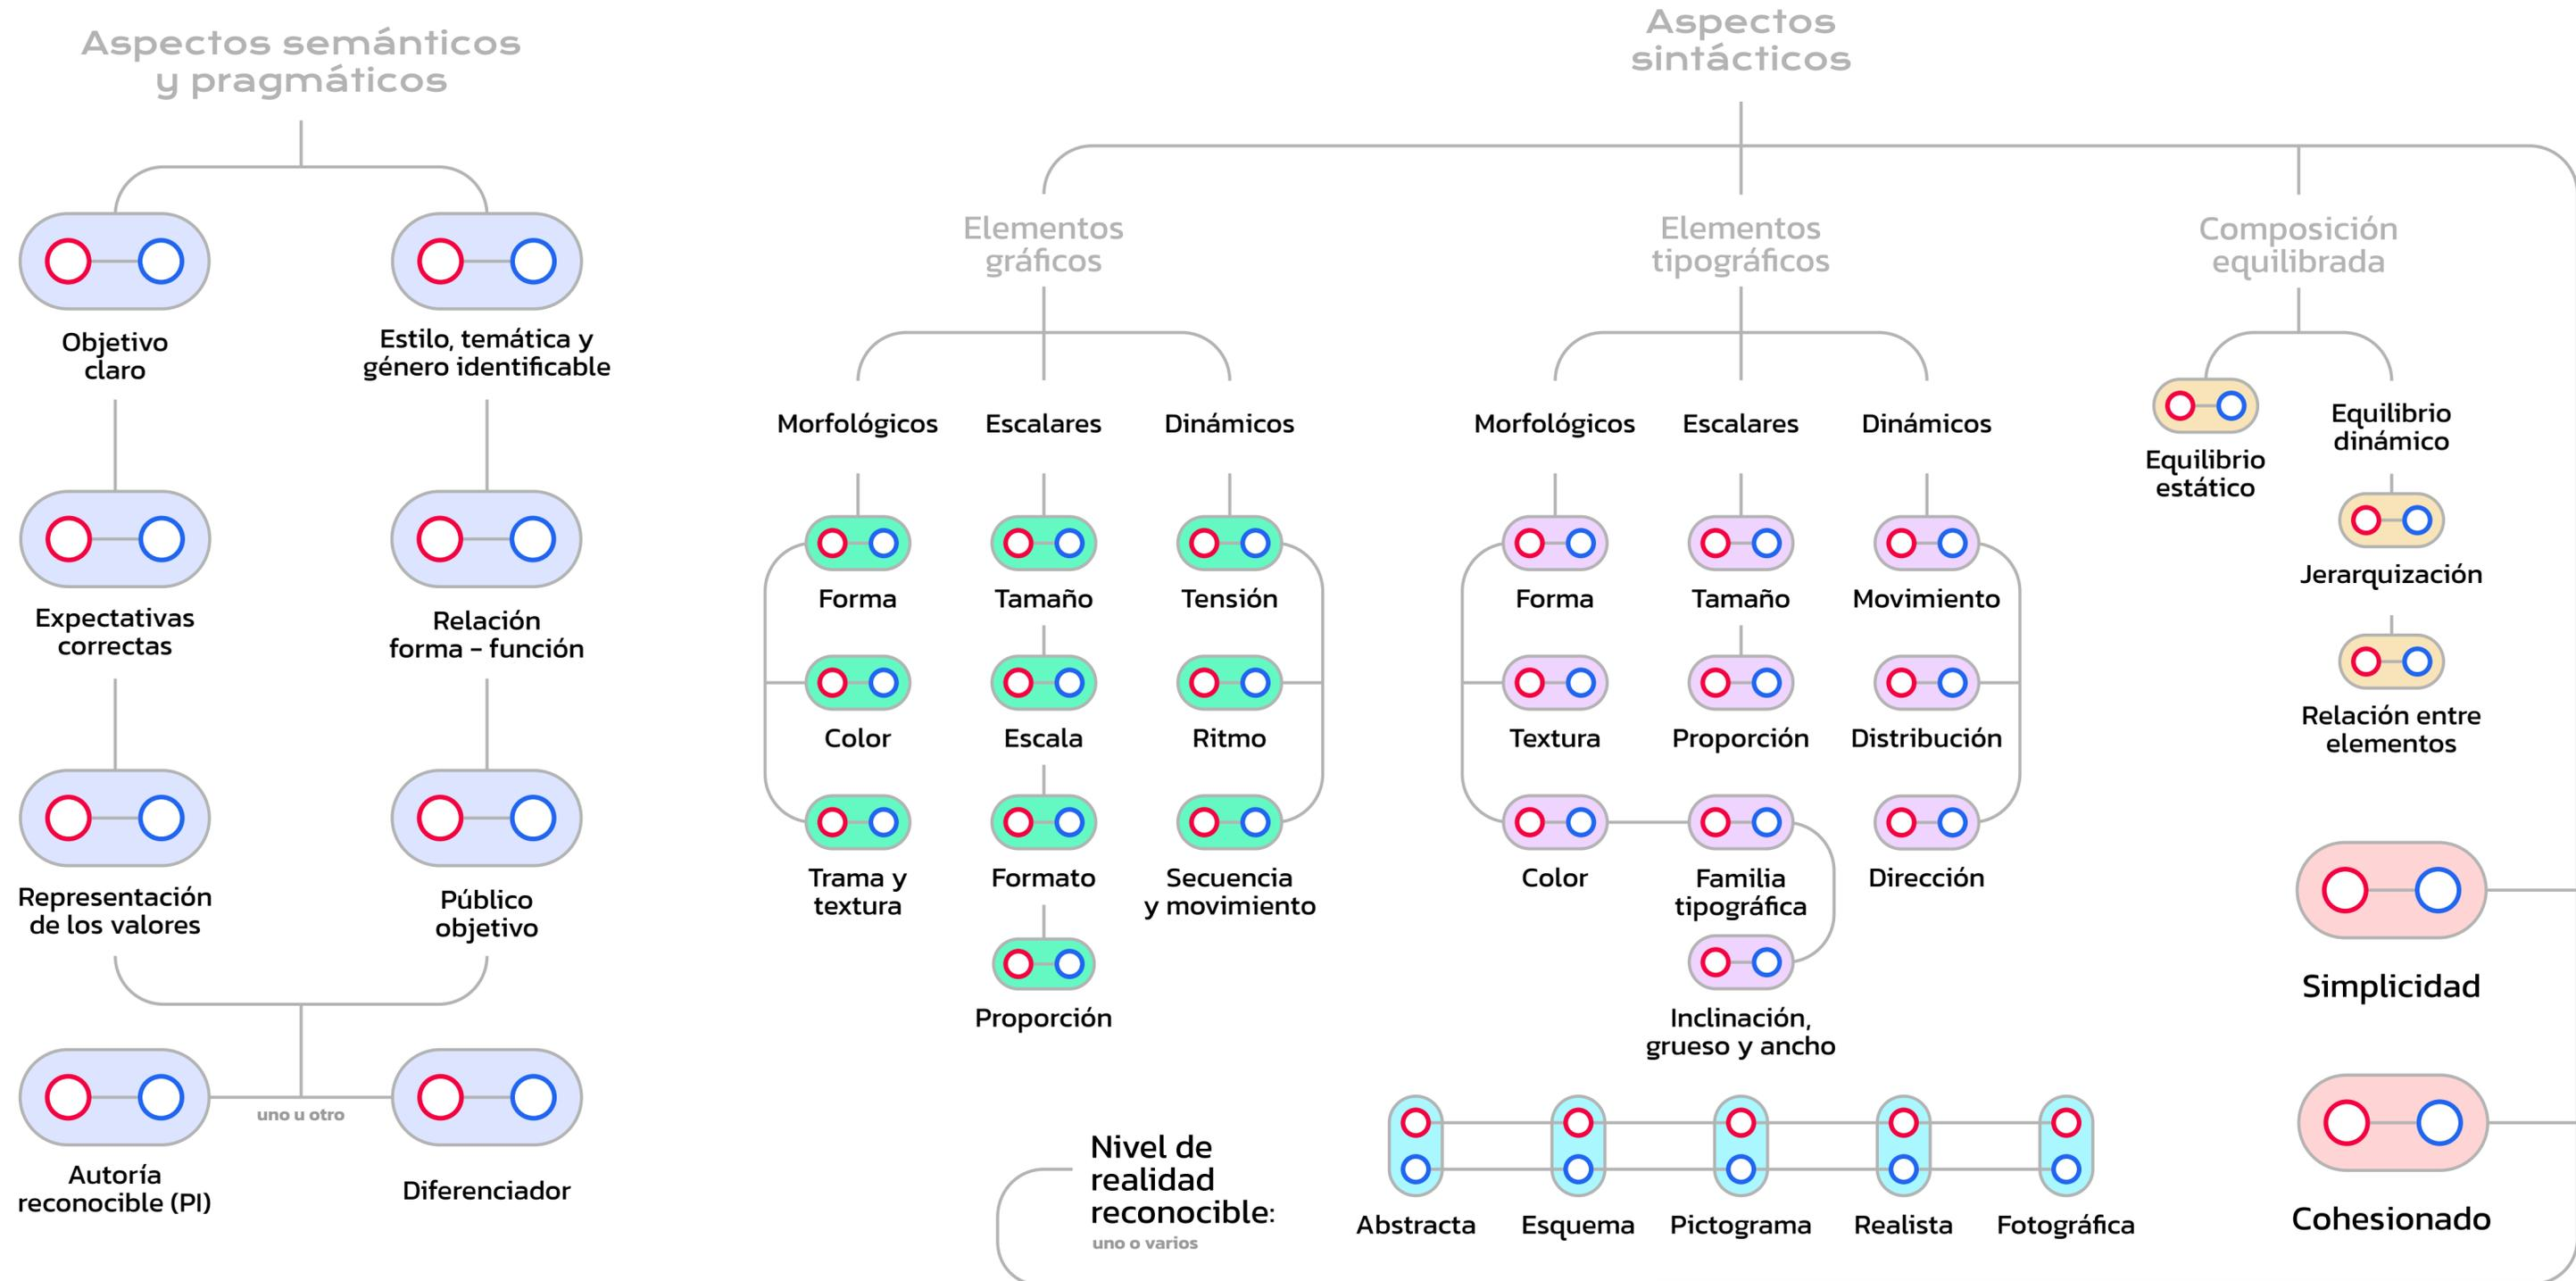 Aspectos semánticos
y pragmáticos
Objetivo
claro
Estilo, temática y
género identificable
Expectativas
correctas
Relación
forma - función
Representación
de los valores
Público
objetivo
uno u otro
Autoría
reconocible (PI)
Diferenciador
Aspectos
sintácticos
Elementos
gráficos
Morfológicos
Escalares
Dinámicos
Forma
Tamaño
Tensión
Color
Escala
Ritmo
Trama y
textura
Formato
Secuencia
y movimiento
Proporción
Elementos
tipográficos
Morfológicos
Escalares
Dinámicos
Forma
Tamaño
Movimiento
Textura
Proporción
Distribución
Color
Familia
tipográfica
Dirección
Inclinación,
grueso y ancho
Composición
equilibrada
Equilibrio
estático
Equilibrio
dinámico
Jerarquización
Relación entre
elementos
Simplicidad
Cohesionado
Nivel de
realidad
reconocible:
uno o varios
Abstracta
Esquema
Pictograma
Realista
Fotográfica